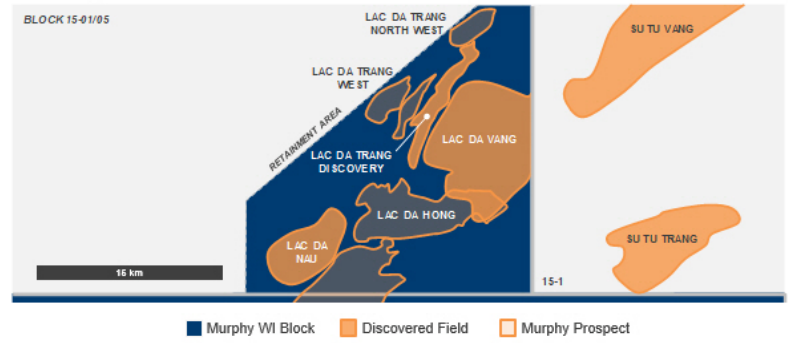 BLOCK 15-01/05
LAC DA TRANG
NORTH WEST
SU TU VANG
LAC DA TRANG
WEST
RETAINMENT AREA
LAC DA VANG
LAC DA TRANG
DISCOVERY
LAC DA HONG
LAC DA
NAU
SU TU TRANG
16 km
15-1
Murphy WI Block
Discovered Field
Murphy Prospect